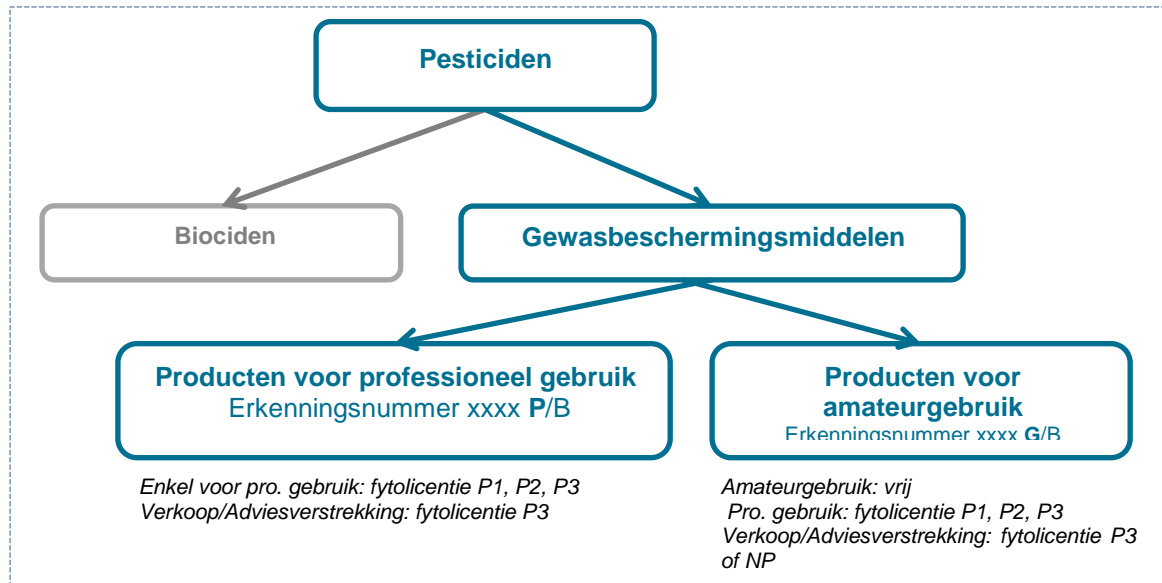 Pesticiden
Biociden
Gewasbeschermingsmiddelen
Producten voor professioneel gebruik
Erkenningsnummer xxxx P/B
Producten voor
amateurgebruik
Erkenningsnummer xxxx G/B
Enkel voor pro. gebruik: fytolicentie P1, P2, P3
Verkoop/Adviesverstrekking: fytolicentie P3
Amateurgebruik: vrij
Pro. gebruik: fytolicentie P1, P2, P3
Verkoop/Adviesverstrekking: fytolicentie P3
of NP